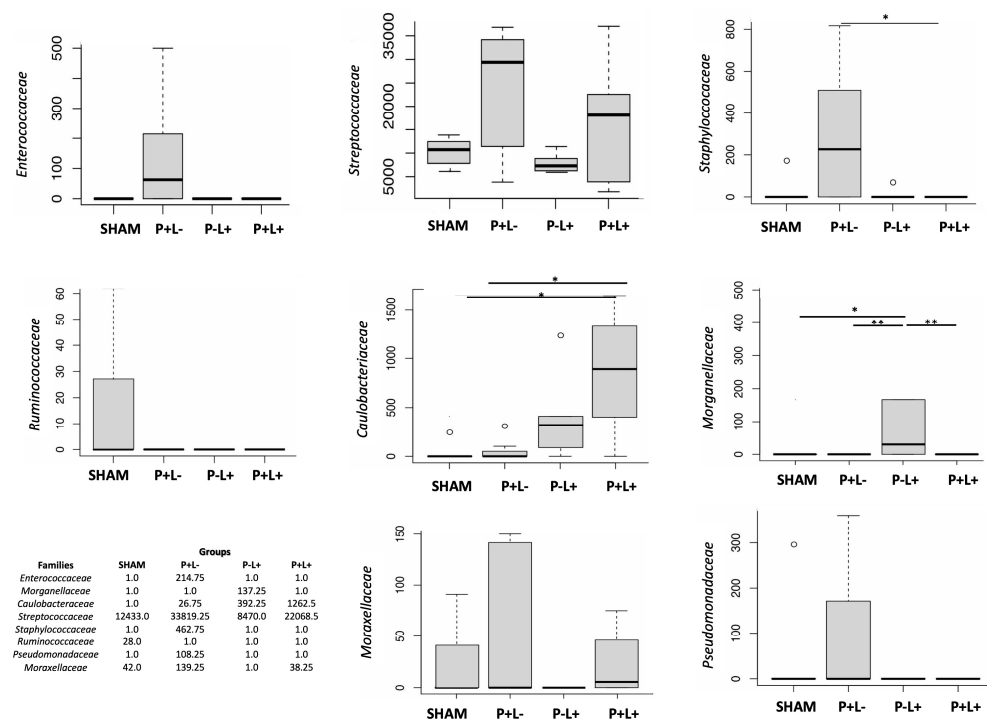 Enterococcaceae
500
300
100
0
SHAM P+L- P-L+ P+L+
Streptococcaceae
35000
20000
5000
SHAM P+L- P-L+ P+L+
Staphyloccocaceae
800
600
400
200
0
*
SHAM P+L- P-L+ P+L+
Ruminococcaceae
60
50
40
30
20
10
0
SHAM P+L- P-L+ P+L+
Caulobacteriaceae
1500
1000
500
0
*
*
SHAM P+L- P-L+ P+L+
Morganellaceae
500
400
300
200
100
0
*
** **
SHAM P+L- P-L+ P+L+
Groups
Families SHAM P+L- P-L+ P+L+
Enterococcaceae 1.0 214.75 1.0 1.0
Morganellaceae 1.0 1.0 137.25 1.0
Caulobacteraceae 1.0 26.75 392.25 1262.5
Streptococcaceae 12433.0 33819.25 8470.0 22068.5
Staphylococcaceae 1.0 462.75 1.0 1.0
Ruminococcaceae 28.0 1.0 1.0 1.0
Pseudomonadaceae 1.0 108.25 1.0 1.0
Moraxellaceae 42.0 139.25 1.0 38.25
Moraxellaceae
150
100
50
0
SHAM P+L- P-L+ P+L+
Pseudomonadaceae
300
200
100
0
SHAM P+L- P-L+ P+L+